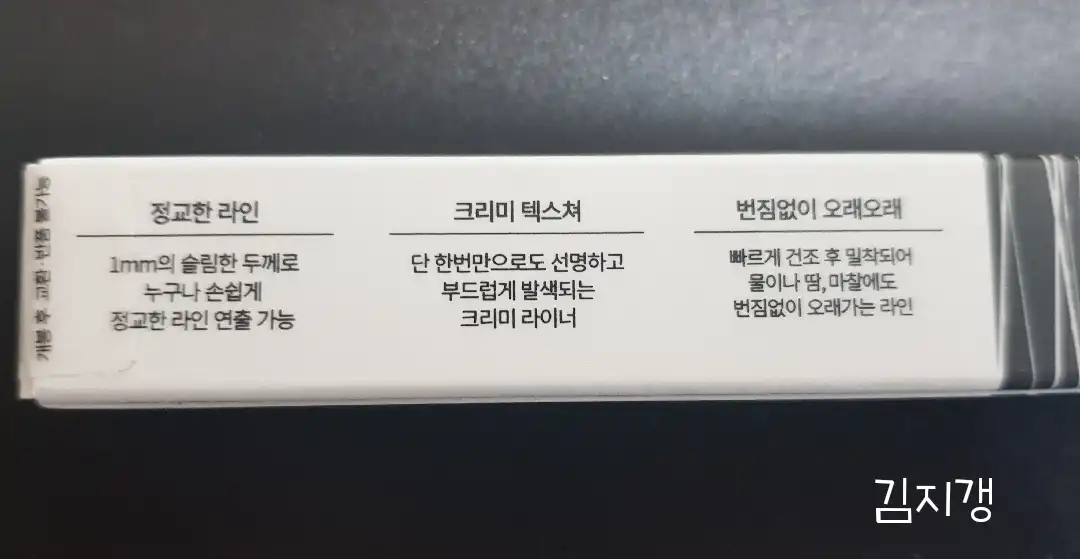 개봉 후 교환·반품 불가능
정교한 라인
1mm의 슬림한 두께로
누구나 손쉽게
정교한 라인 연출 가능
크리미 텍스쳐
단 한번만으로도 선명하고
부드럽게 발색되는
크리미 라이너
번짐없이 오래오래
빠르게 건조 후 밀착되어
물이나 땀, 마찰에도
번짐없이 오래가는 라인
김지갱